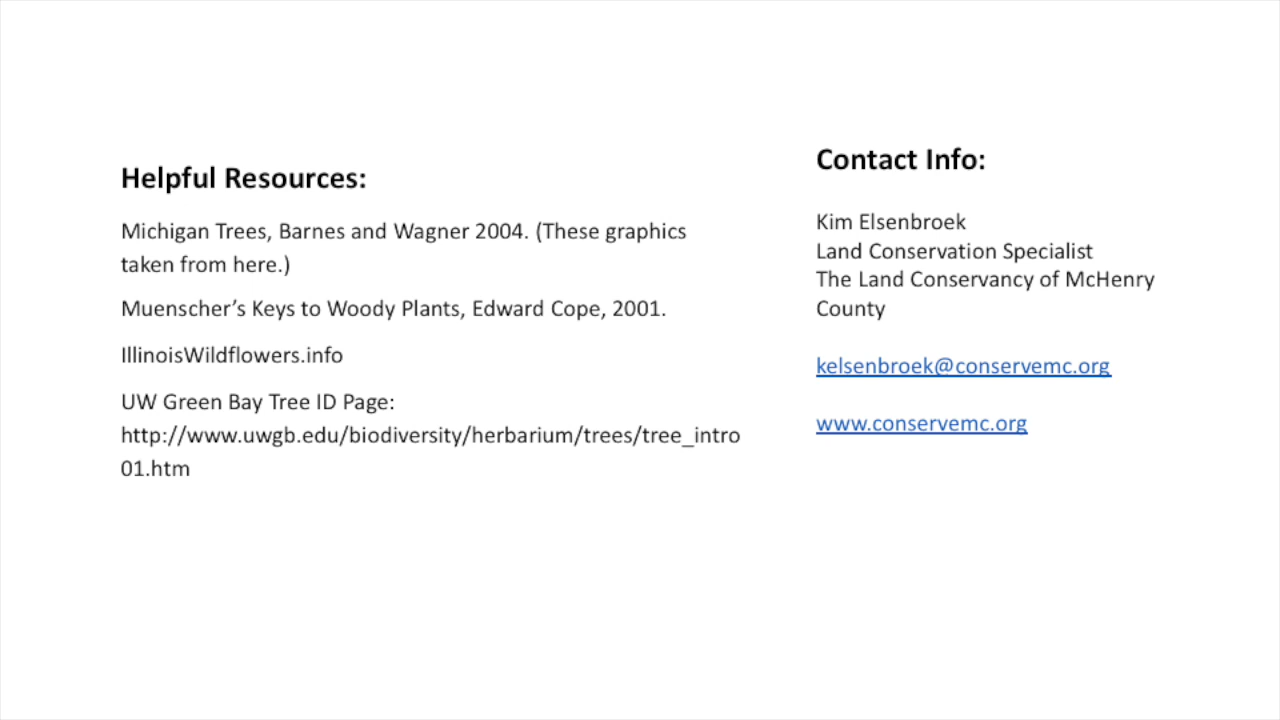 Helpful Resources:
Michigan Trees, Barnes and Wagner 2004. (These graphics
taken from here.)
Muenscher’s Keys to Woody Plants, Edward Cope, 2001.
IllinoisWildflowers.info
UW Green Bay Tree ID Page:
http://www.uwgb.edu/biodiversity/herbarium/trees/tree_intro
01.htm
Contact Info:
Kim Elsenbroek
Land Conservation Specialist
The Land Conservancy of McHenry
County
kelsenbroek@conservemc.org
www.conservemc.org